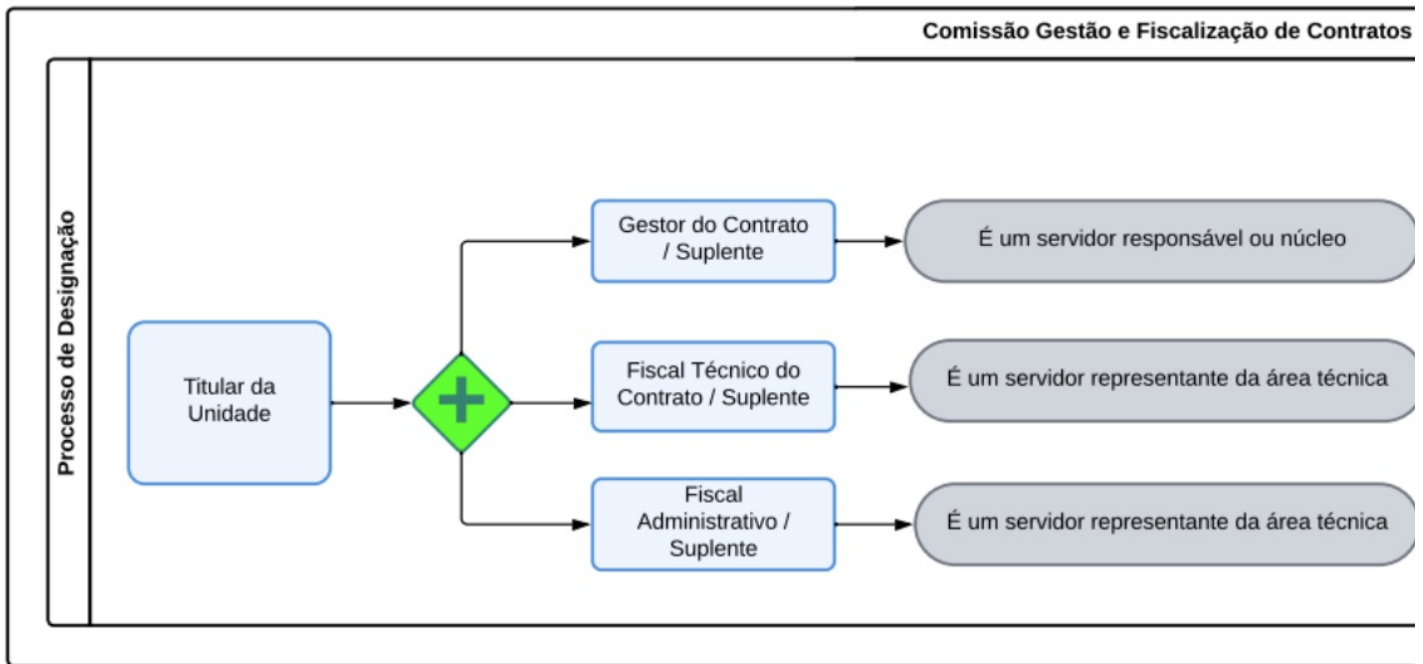 Comissão Gestão e Fiscalização de Contratos
Processo de Designação
Titular da
Unidade
Gestor do Contrato
/ Suplente
É um servidor responsável ou núcleo
Fiscal Técnico do
Contrato / Suplente
É um servidor representante da área técnica
Fiscal
Administrativo /
Suplente
É um servidor representante da área técnica